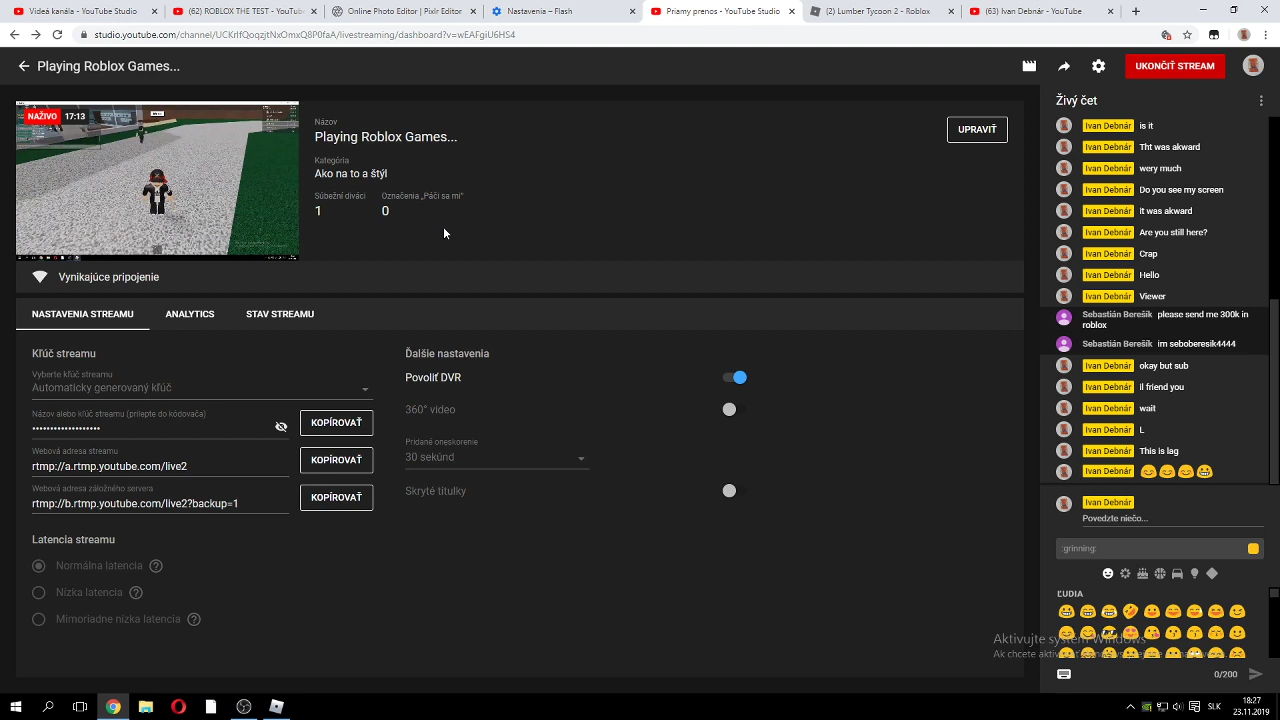 Videá kanála - YouTube Studio
(62) ROBLOX THE TEST - YouTube
Online Photo Editor | Pixlr Editor
Nastavenia – Flash
Priamy prenos - YouTube Studio
(2) Lumber Tycoon 2 - Roblox
(63) Ivan Debnár - YouTube
studio.youtube.com/channel/UCKrIfQoqzjtNxOmxQ8P0faA/livestreaming/dashboard?v=wEAFgiU6HS4
Playing Roblox Games...
UKONČIŤ STREAM
NAŽIVO 17:13
Názov
Playing Roblox Games...
UPRAVIŤ
Kategória
Ako na to a štýl
Súbežní diváci
Označenia „Páči sa mi“
1
0
Vynikajúce pripojenie
NASTAVENIA STREAMU
ANALYTICS
STAV STREAMU
Kľúč streamu
Vyberte kľúč streamu
Automaticky generovaný kľúč
Názov alebo kľúč streamu (prilepte do kódovača)
••••••••••••••••••••
KOPÍROVAŤ
Webová adresa streamu
rtmp://a.rtmp.youtube.com/live2
KOPÍROVAŤ
Webová adresa záložného servera
rtmp://b.rtmp.youtube.com/live2?backup=1
KOPÍROVAŤ
Latencia streamu
Normálna latencia
Nízka latencia
Mimoriadne nízka latencia
Ďalšie nastavenia
Povoliť DVR
360° video
Pridané oneskorenie
30 sekúnd
Skryté titulky
Živý čet
Ivan Debnár is it
Ivan Debnár Tht was akward
Ivan Debnár wery much
Ivan Debnár Do you see my screen
Ivan Debnár it was akward
Ivan Debnár Are you still here?
Ivan Debnár Crap
Ivan Debnár Hello
Ivan Debnár Viewer
Sebastián Berešík please send me 300k in
roblox
Sebastián Berešík im seboberesik4444
Ivan Debnár okay but sub
Ivan Debnár il friend you
Ivan Debnár wait
Ivan Debnár L
Ivan Debnár This is lag
Ivan Debnár 😊😊😊😀
Ivan Debnár
Povedzte niečo...
:grinning:
ĽUDIA
Aktivujte systém Windows
0/200
SLK
18:27
23.11.2019